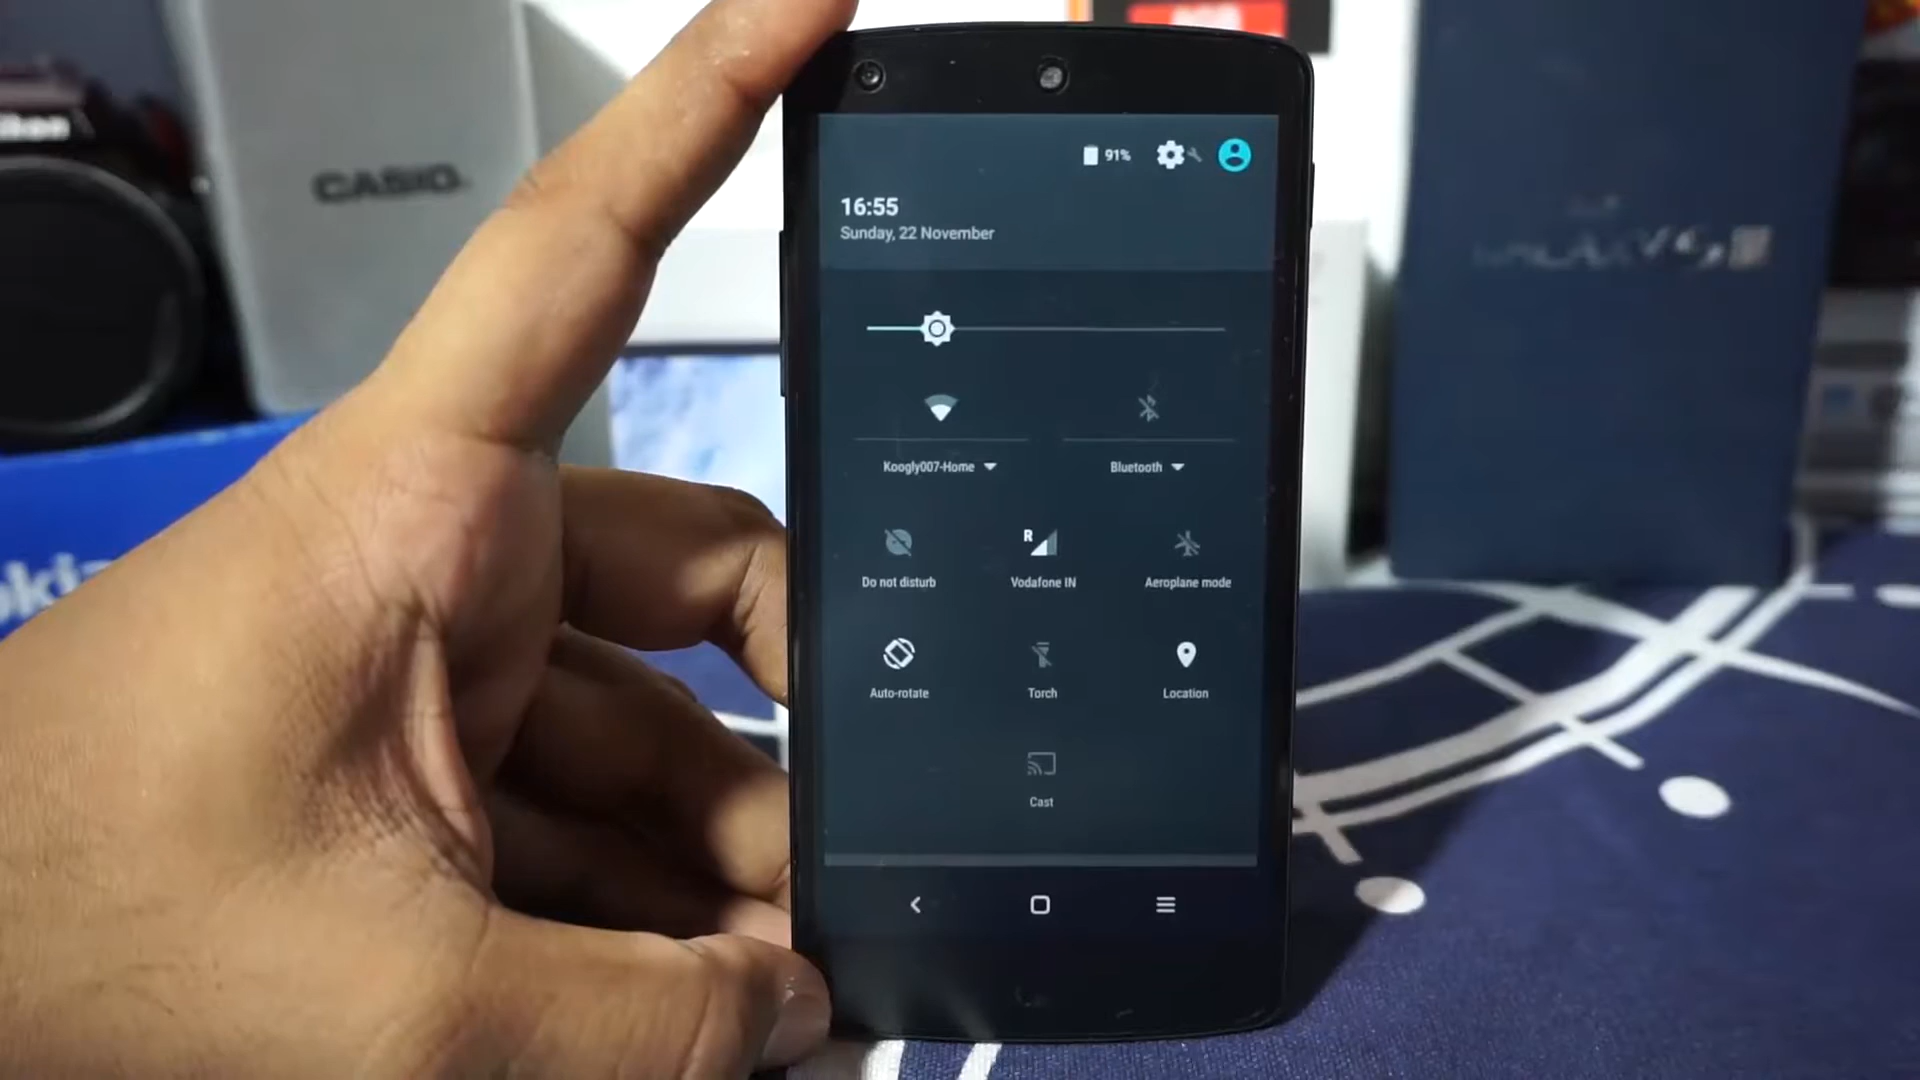 CASIO
91%
16:55
Sunday, 22 November
Koogly007-Home
Bluetooth
Do not disturb
R
Vodafone IN
Aeroplane mode
Auto-rotate
Torch
Location
Cast